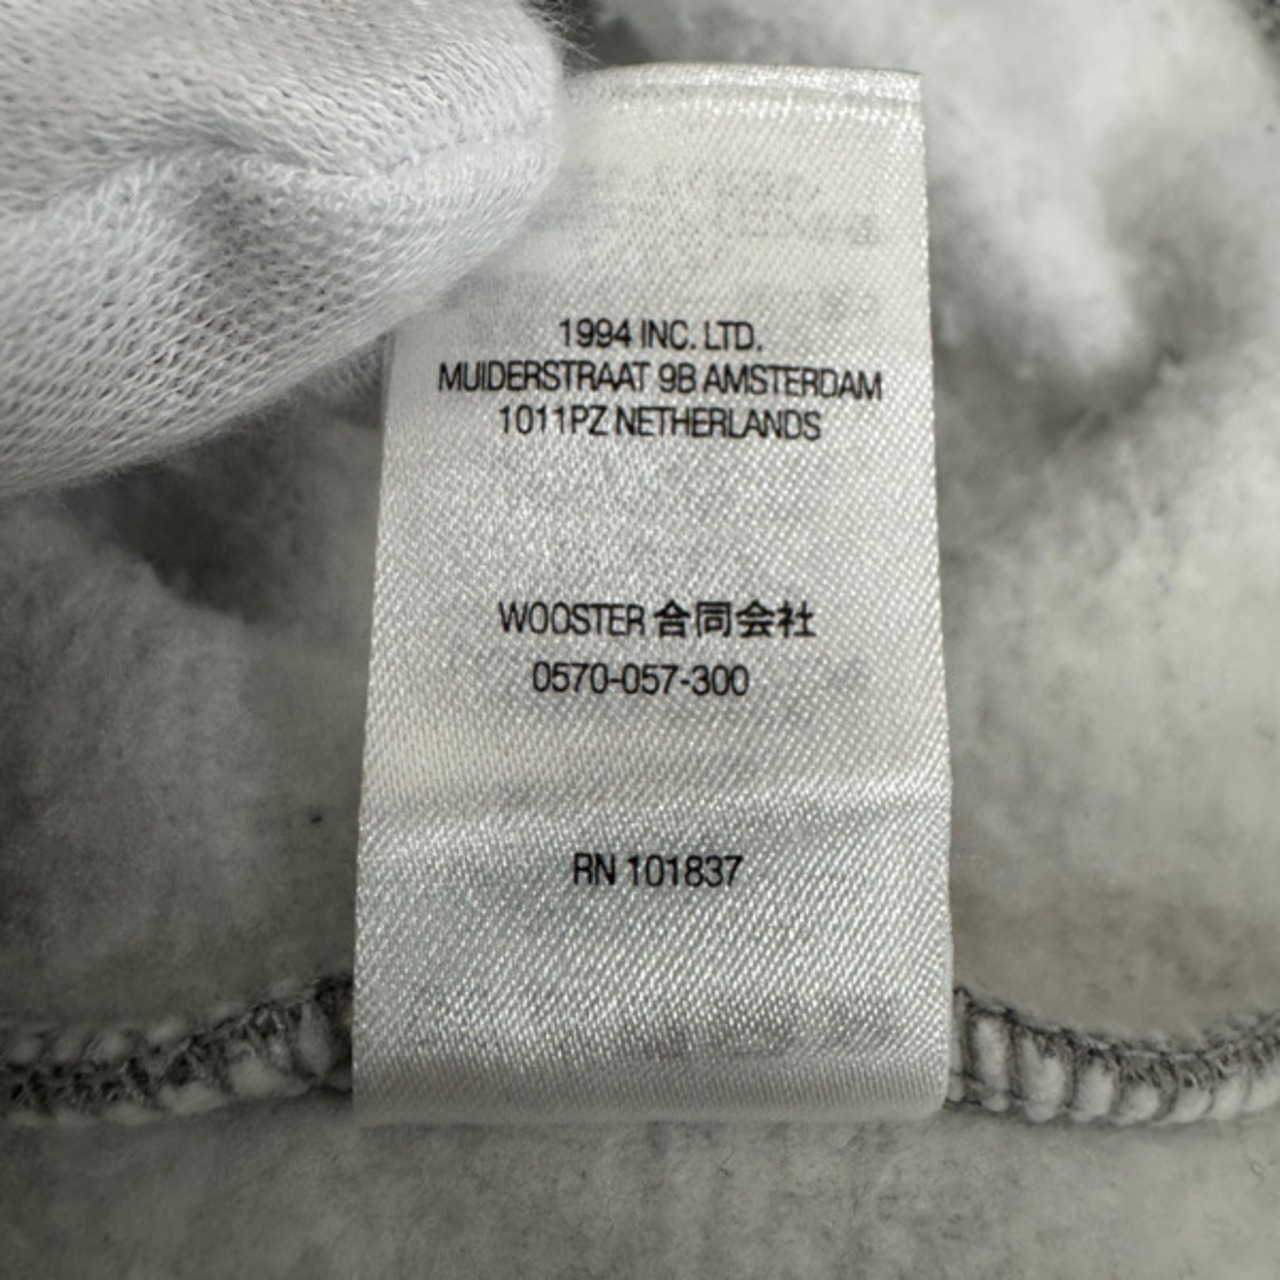 1994 INC. LTD.
MUIDERSTRAAT 9B AMSTERDAM
1011PZ NETHERLANDS
WOOSTER 合同会社
0570-057-300
RN 101837